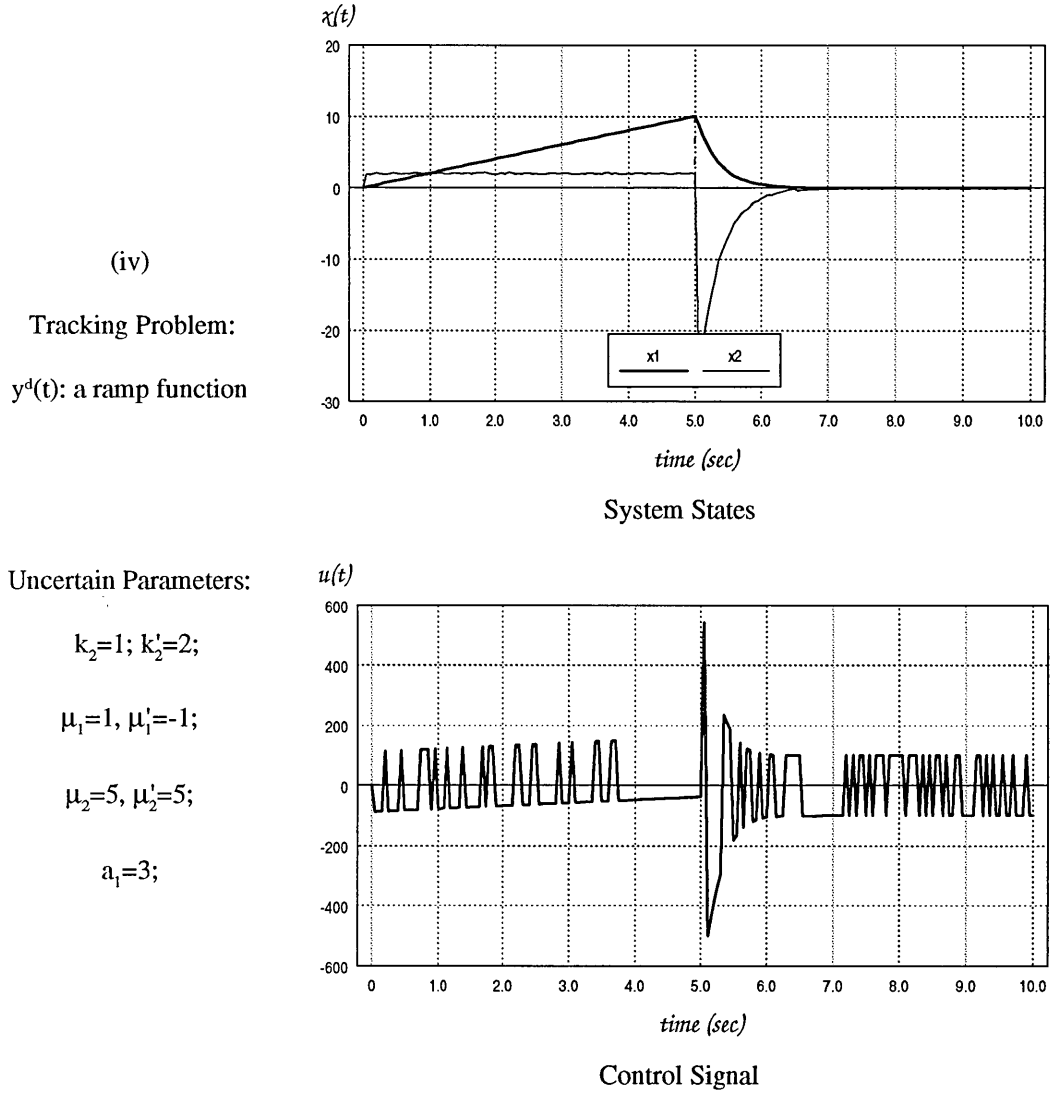 x(t)
20
10
0
-10
-20
-30
x1 x2
0 1.0 2.0 3.0 4.0 5.0 6.0 7.0 8.0 9.0 10.0
time (sec)
System States
(iv)
Tracking Problem:
yᵈ(t): a ramp function
Uncertain Parameters:
k₂=1; k₂'=2;
μ₁=1, μ₁'=-1;
μ₂=5, μ₂'=5;
a₁=3;
u(t)
600
400
200
0
-200
-400
-600
0 1.0 2.0 3.0 4.0 5.0 6.0 7.0 8.0 9.0 10.0
time (sec)
Control Signal